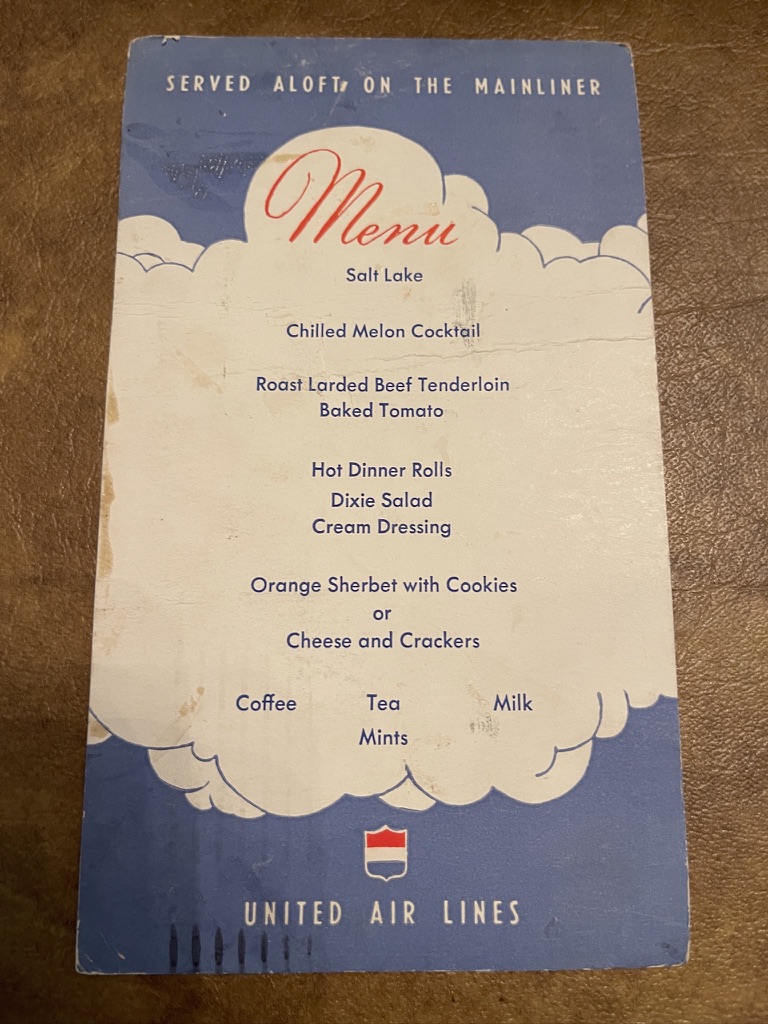 SERVED ALOFT, ON THE MAINLINER
Menu
Salt Lake
Chilled Melon Cocktail
Roast Larded Beef Tenderloin
Baked Tomato
Hot Dinner Rolls
Dixie Salad
Cream Dressing
Orange Sherbet with Cookies
or
Cheese and Crackers
Coffee Tea Milk
Mints
UNITED AIR LINES